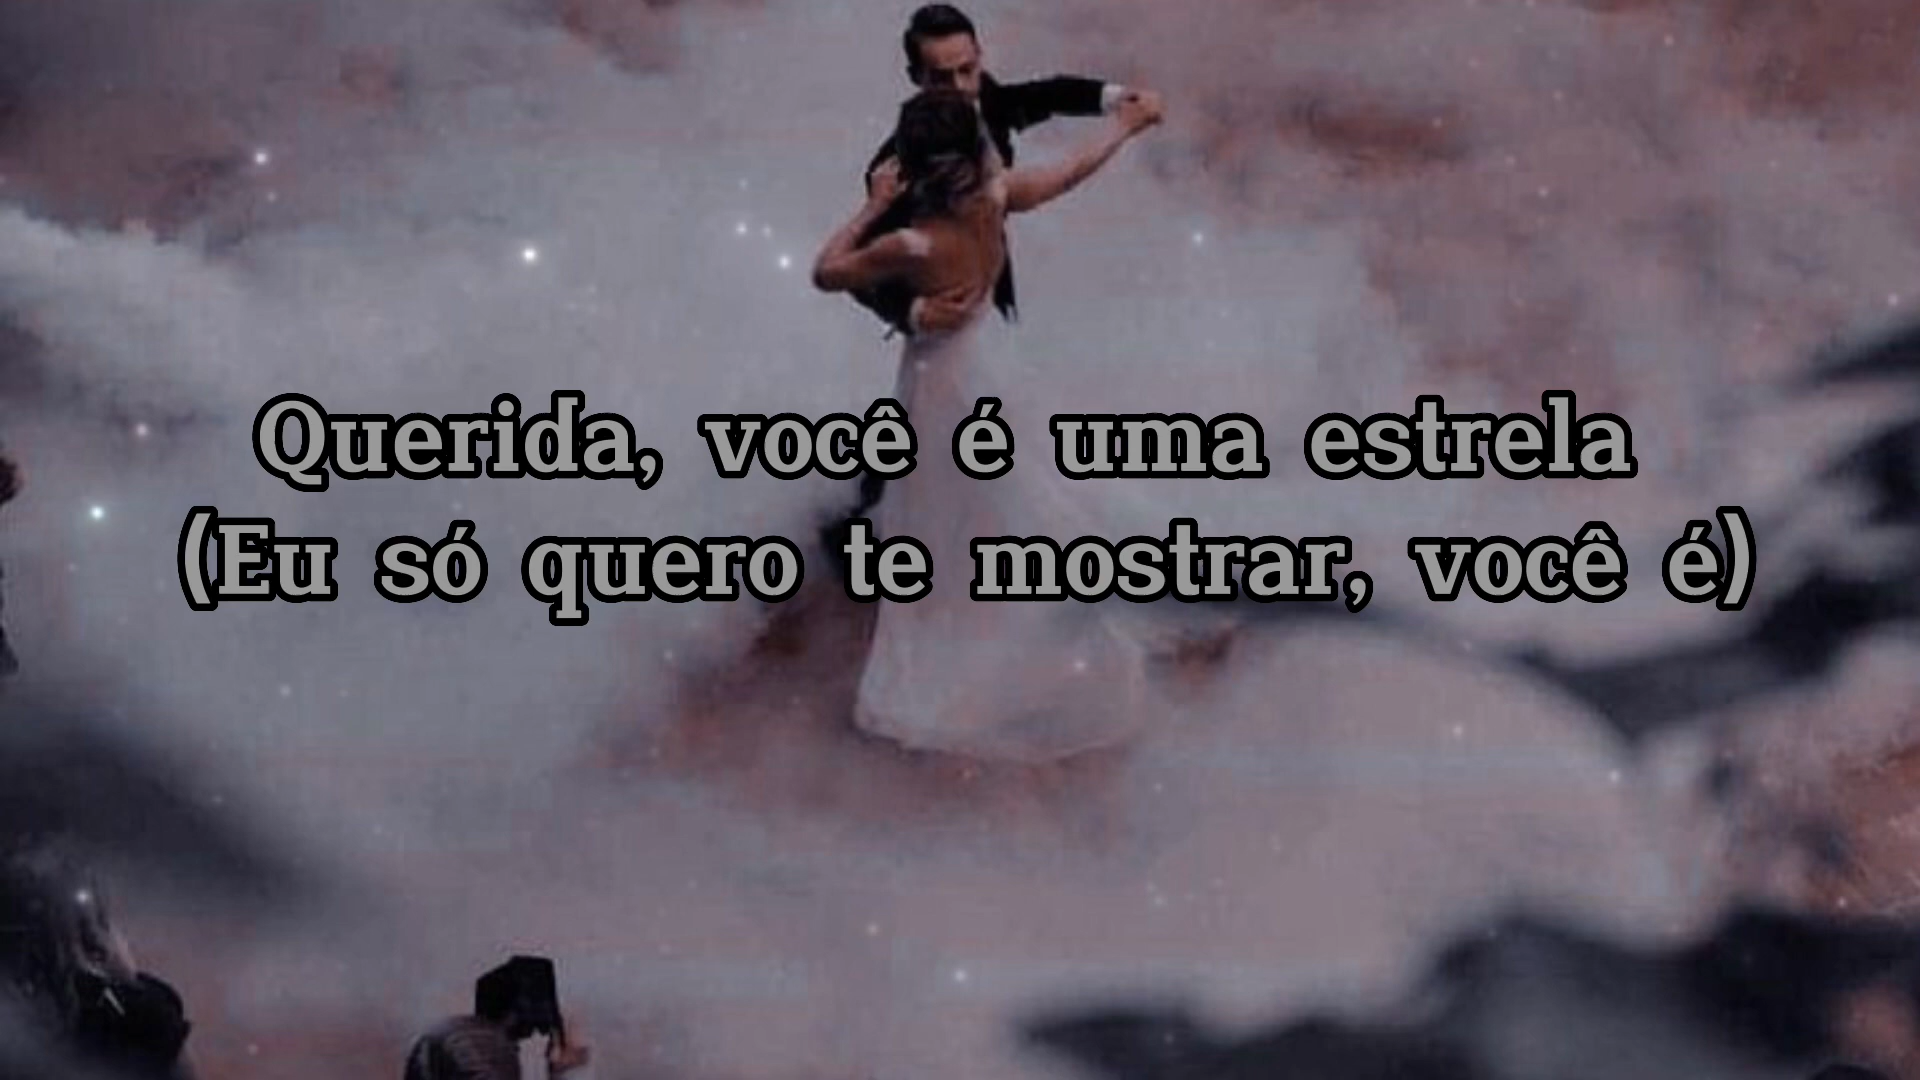 Querida, você é uma estrela
(Eu só quero te mostrar, você é)